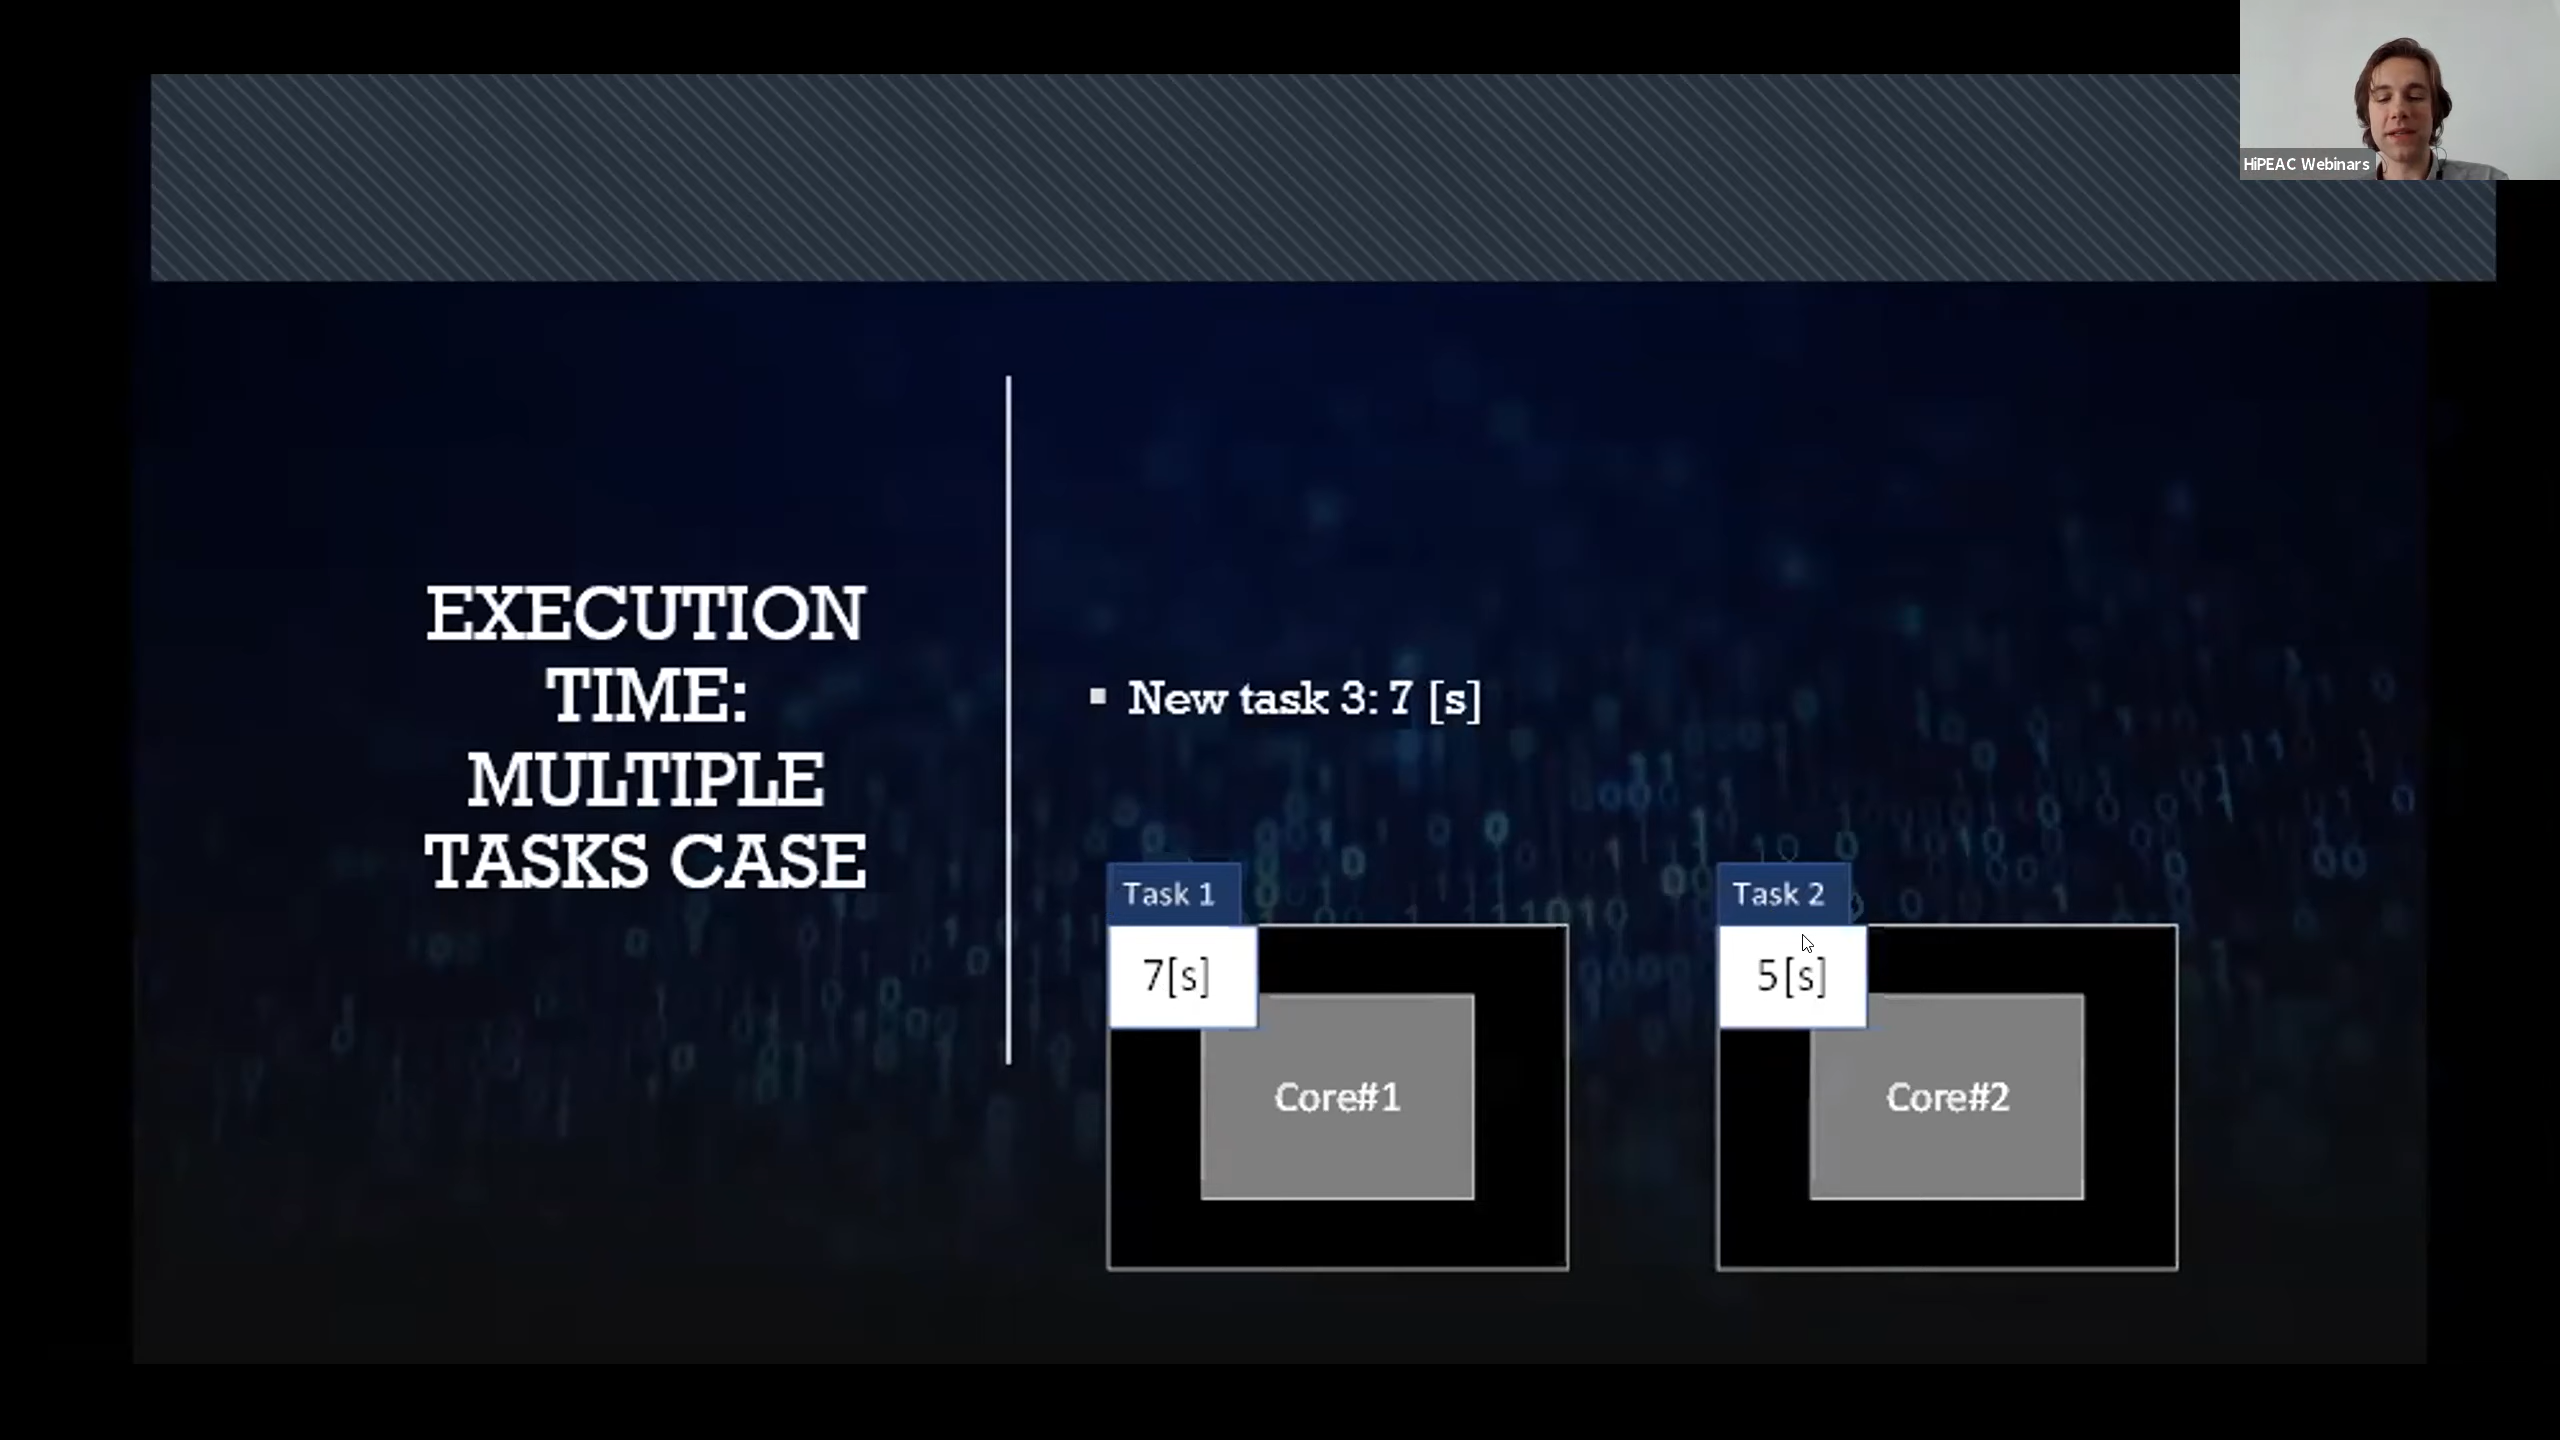 HiPEAC Webinars
EXECUTION
TIME:
MULTIPLE
TASKS CASE
▪ New task 3: 7 [s]
Task 1
7[s]
Core#1
Task 2
5[s]
Core#2